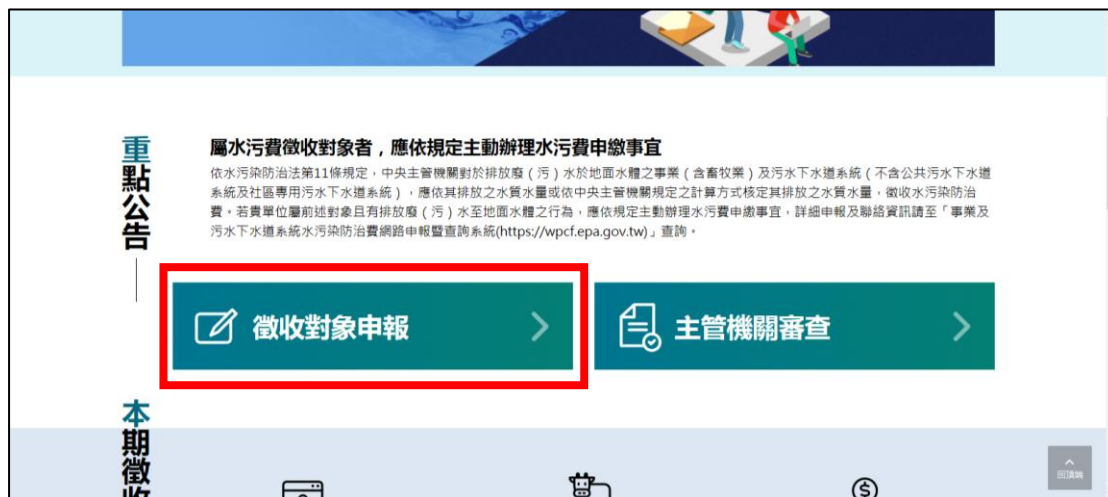 重點公告
屬水污費徵收對象者，應依規定主動辦理水污費申繳事宜
依水污染防治法第11條規定，中央主管機關對於排放廢（污）水於地面水體之事業（含畜牧業）及污水下水道系統（不含公共污水下水道
系統及社區專用污水下水道系統），應依其排放之水質水量或依中央主管機關規定之計算方式核定其排放之水質水量，徵收水污染防治
費。若貴單位屬前述對象且有排放廢（污）水至地面水體之行為，應依規定主動辦理水污費申繳事宜，詳細申報及聯絡資訊請至「事業及
污水下水道系統水污染防治費網路申報暨查詢系統(https://wpcf.epa.gov.tw)」查詢。
徵收對象申報
主管機關審查
本期徵收
回頂端